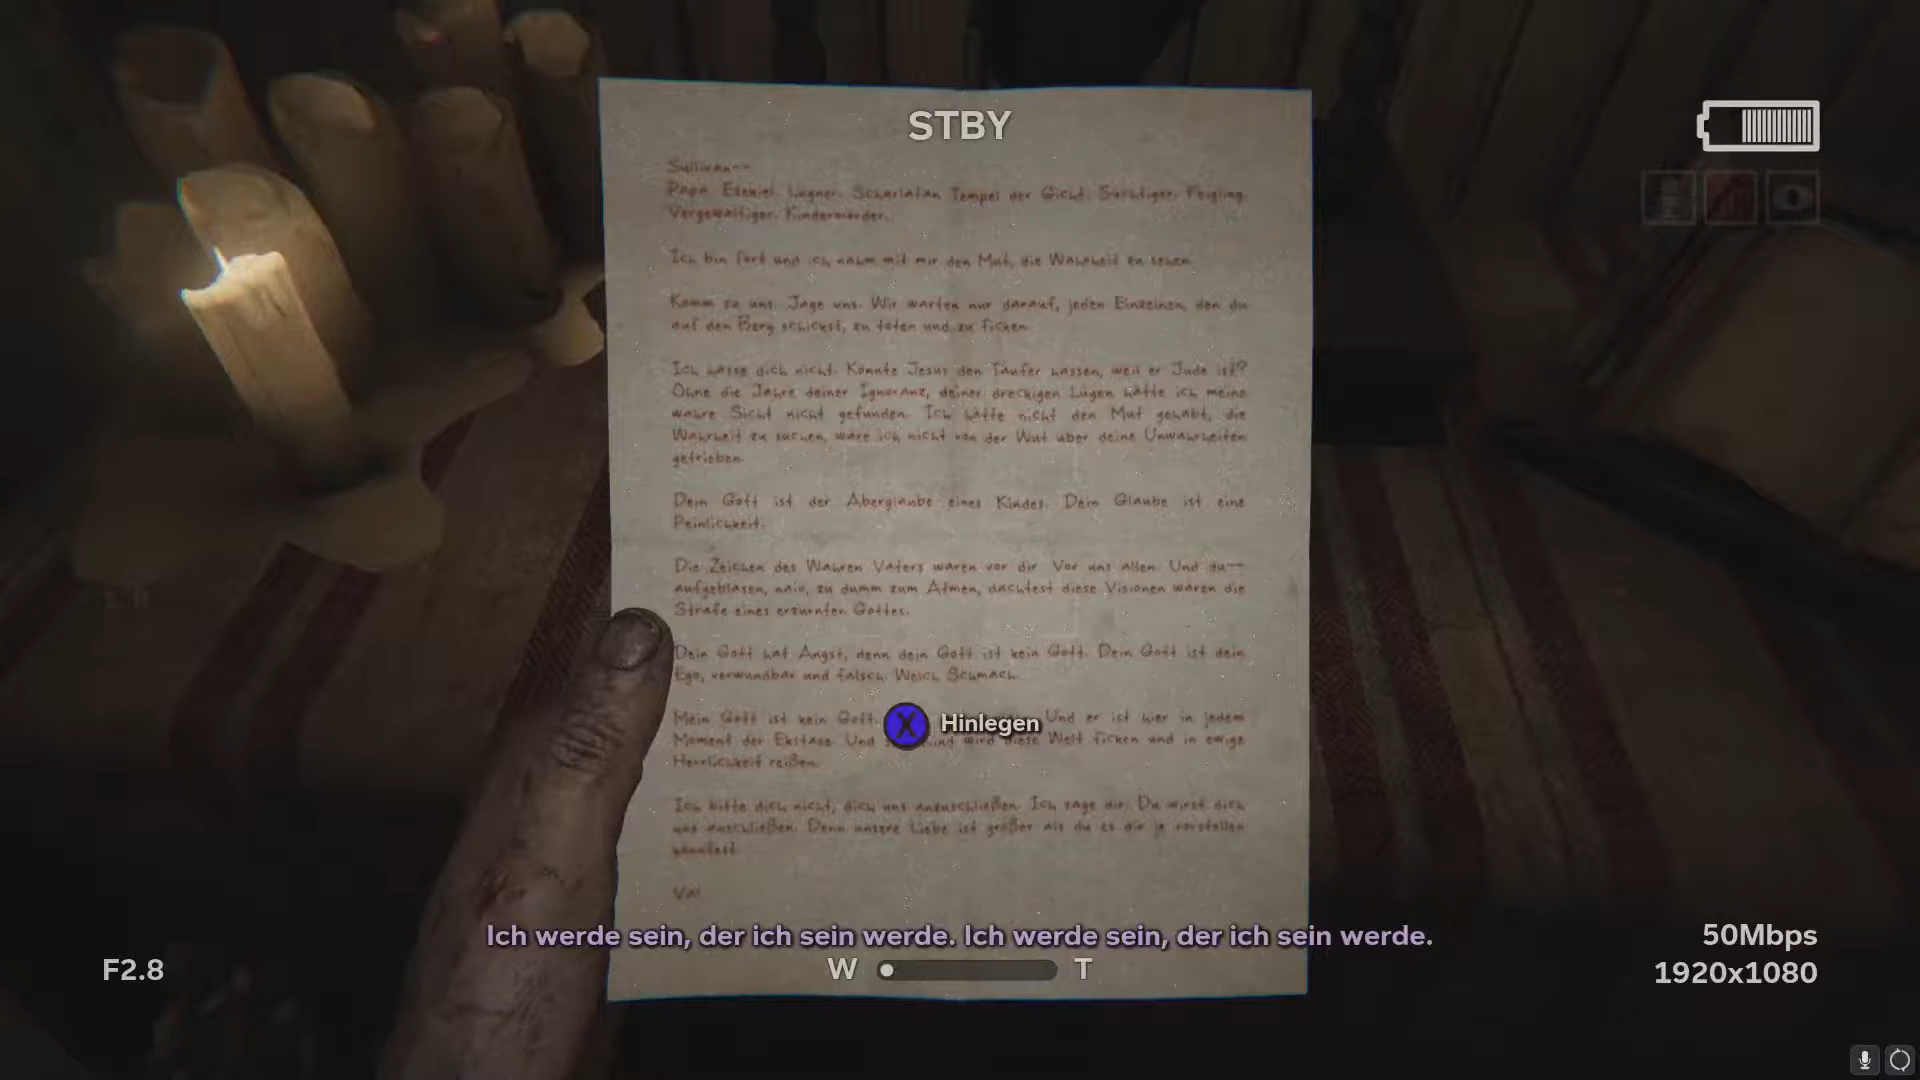 STBY
Sullivan--
Papa Ezekiel. Lügner. Scharlatan Tempel der Gicht. Süchtiger. Feigling.
Vergewaltiger. Kindermörder.
Ich bin fort und ich nahm mit mir den Mut, die Wahrheit zu sehen.
Komm zu uns. Jage uns. Wir warten nur darauf, jeden Einzelnen, den du
auf den Berg schickst, zu töten und zu ficken.
Ich hasse dich nicht. Könnte Jesus den Täufer hassen, weil er Jude ist?
Ohne die Jahre deiner Ignoranz, deiner dreckigen Lügen hätte ich meine
wahre Sicht nicht gefunden. Ich hätte nicht den Mut gehabt, die
Wahrheit zu suchen, wäre ich nicht von der Wut über deine Unwahrheiten
getrieben.
Dein Gott ist der Aberglaube eines Kindes. Dein Glaube ist eine
Peinlichkeit.
Die Zeichen des Wahren Vaters waren vor dir. Vor uns allen. Und du--
aufgeblasen, naiv, zu dumm zum Atmen, dachtest diese Visionen wären die
Strafe eines erzürnten Gottes.
Dein Gott hat Angst, denn dein Gott ist kein Gott. Dein Gott ist dein
Ego, verwundbar und falsch. Welch Schmach.
Mein Gott ist kein Gott. Und er ist hier in jedem
X Hinlegen
Moment der Ekstase. Und wird diese Welt ficken und in ewige
Herrlichkeit reißen.
Ich bitte dich nicht, dich uns anzuschließen. Ich sage dir: Du wirst dich
uns anschließen. Denn unsere Liebe ist größer als du es dir je vorstellen
könntest.
Val
Ich werde sein, der ich sein werde. Ich werde sein, der ich sein werde.
F2.8
W T
50Mbps
1920x1080